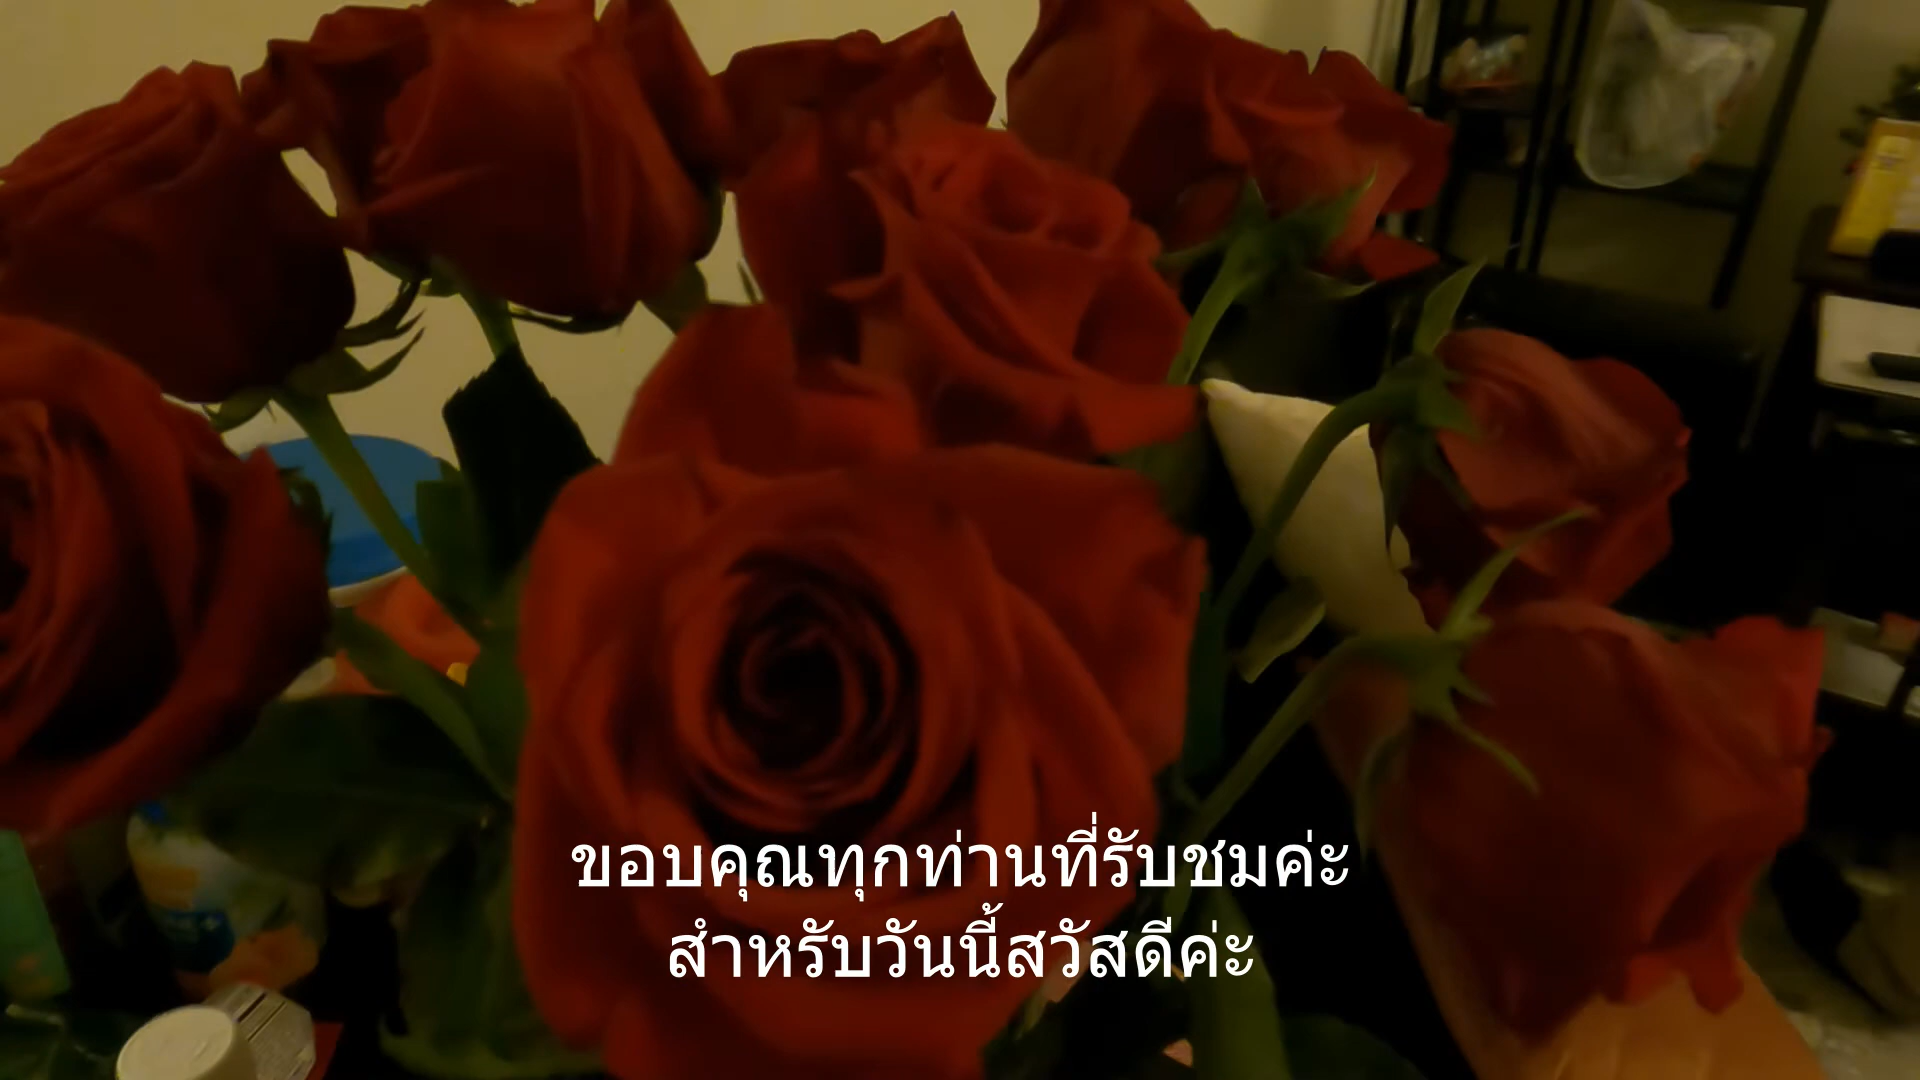 ขอบคุณทุกท่านที่รับชมค่ะ
สำหรับวันนี้สวัสดีค่ะ